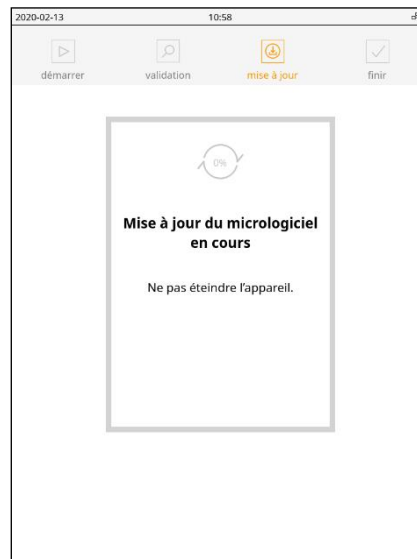 2020-02-13 10:58
démarrer validation mise à jour finir
0%
Mise à jour du micrologiciel
en cours
Ne pas éteindre l'appareil.